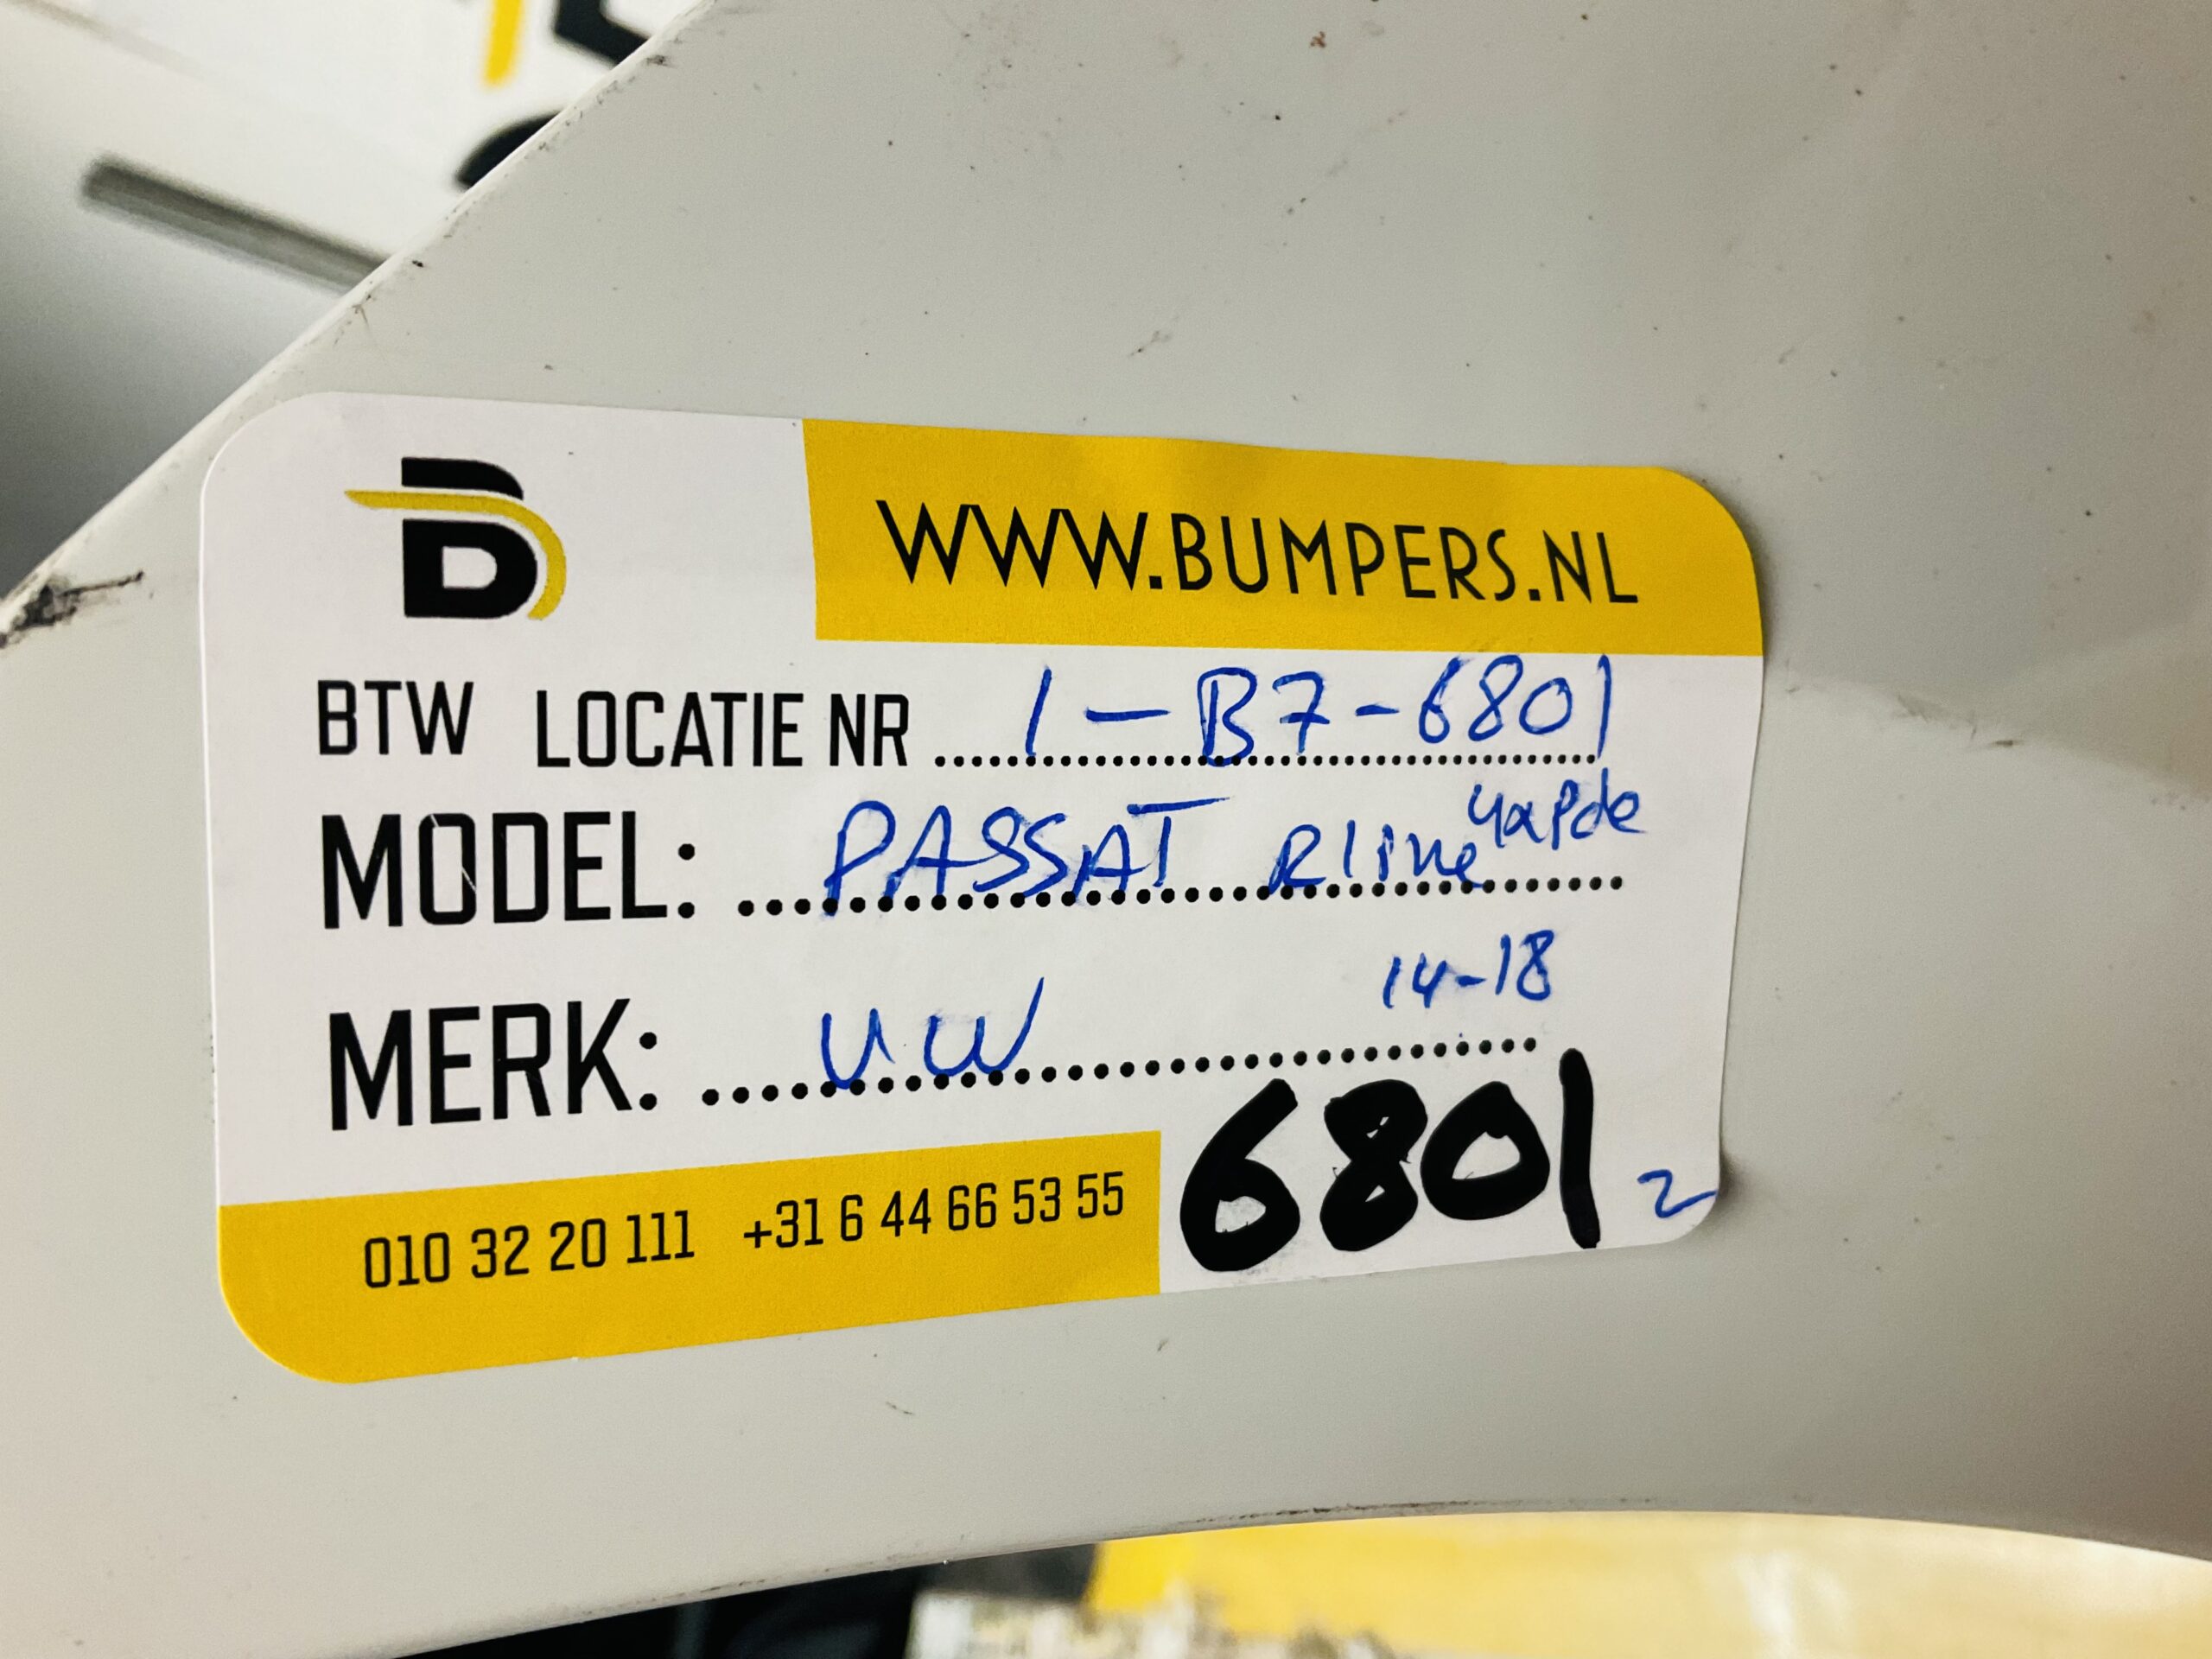 B
WWW.BUMPERS.NL
BTW LOCATIE NR 1-B7-6801
MODEL: PASSAT Rline 4xPdc
MERK: VW 14-18
6801 2
010 32 20 111 +31 6 44 66 53 55